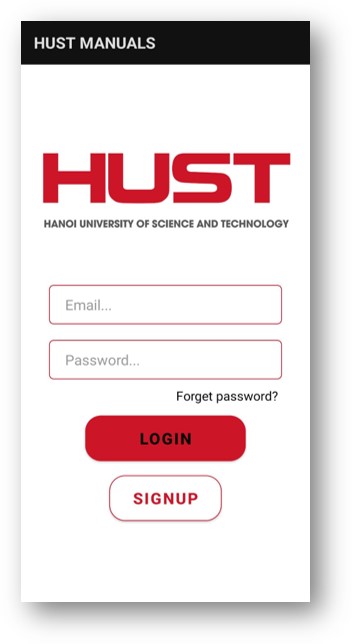 HUST MANUALS
HUST
HANOI UNIVERSITY OF SCIENCE AND TECHNOLOGY
Email...
Password...
Forget password?
LOGIN
SIGNUP